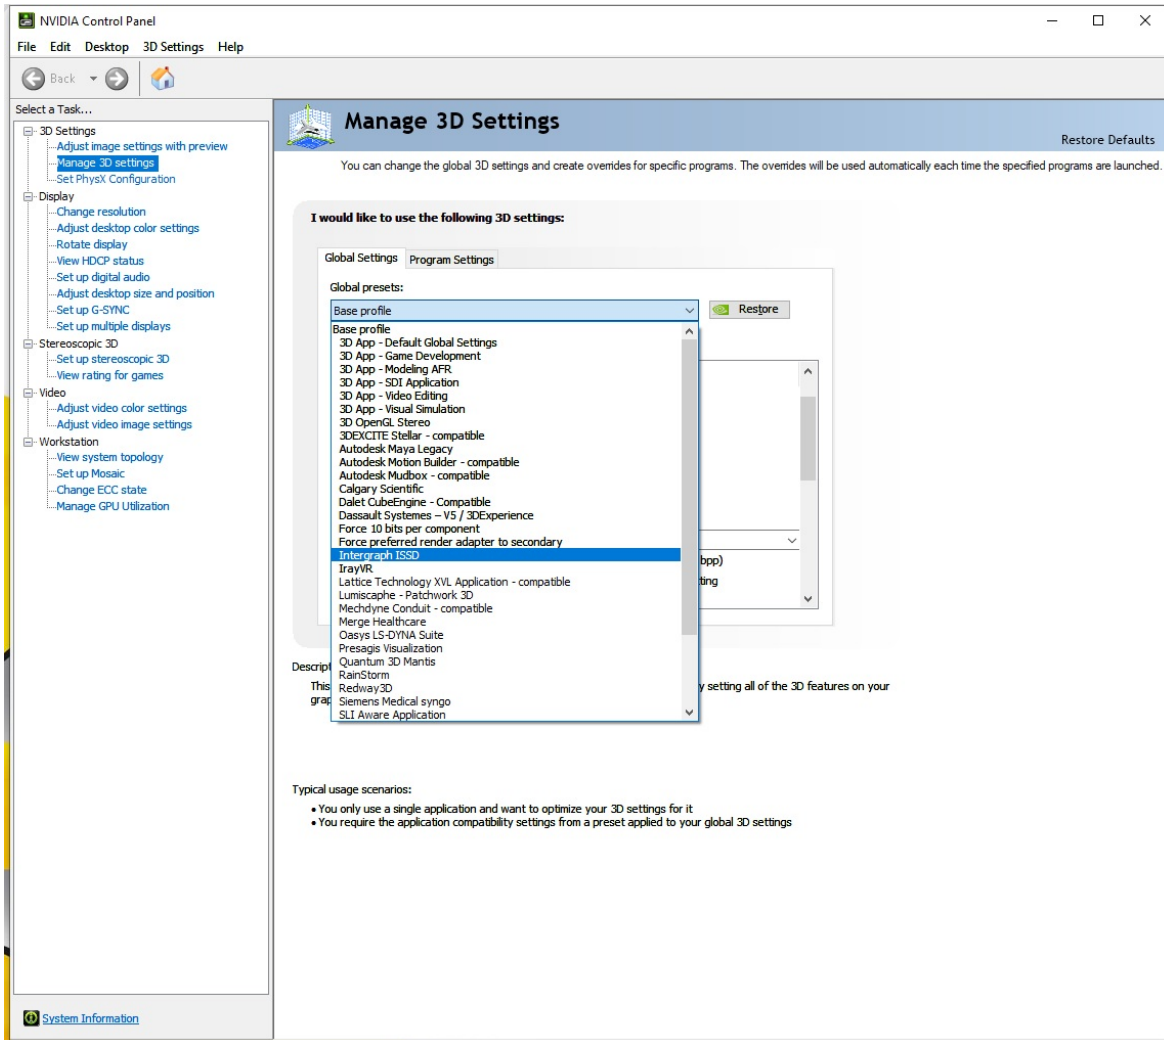 NVIDIA Control Panel
File Edit Desktop 3D Settings Help
Back
Select a Task...
3D Settings
Adjust image settings with preview
Manage 3D settings
Set PhysX Configuration
Display
Change resolution
Adjust desktop color settings
Rotate display
View HDCP status
Set up digital audio
Adjust desktop size and position
Set up G-SYNC
Set up multiple displays
Stereoscopic 3D
Set up stereoscopic 3D
View rating for games
Video
Adjust video color settings
Adjust video image settings
Workstation
View system topology
Set up Mosaic
Change ECC state
Manage GPU Utilization
System Information
Manage 3D Settings
Restore Defaults
You can change the global 3D settings and create overrides for specific programs. The overrides will be used automatically each time the specified programs are launched.
I would like to use the following 3D settings:
Global Settings Program Settings
Global presets:
Base profile
Restore
Base profile
3D App - Default Global Settings
3D App - Game Development
3D App - Modeling AFR
3D App - SDI Application
3D App - Video Editing
3D App - Visual Simulation
3D OpenGL Stereo
3DEXCITE Stellar - compatible
Autodesk Maya Legacy
Autodesk Motion Builder - compatible
Autodesk Mudbox - compatible
Calgary Scientific
Dalet CubeEngine - Compatible
Dassault Systemes – V5 / 3DExperience
Force 10 bits per component
Force preferred render adapter to secondary
Intergraph ISSD
IrayVR
Lattice Technology XVL Application - compatible
Lumiscaphe - Patchwork 3D
Mechdyne Conduit - compatible
Merge Healthcare
Oasys LS-DYNA Suite
Presagis Visualization
Quantum 3D Mantis
RainStorm
Redway3D
Siemens Medical syngo
SLI Aware Application
bpp)
ting
Descript
This y setting all of the 3D features on your
grap
Typical usage scenarios:
• You only use a single application and want to optimize your 3D settings for it
• You require the application compatibility settings from a preset applied to your global 3D settings